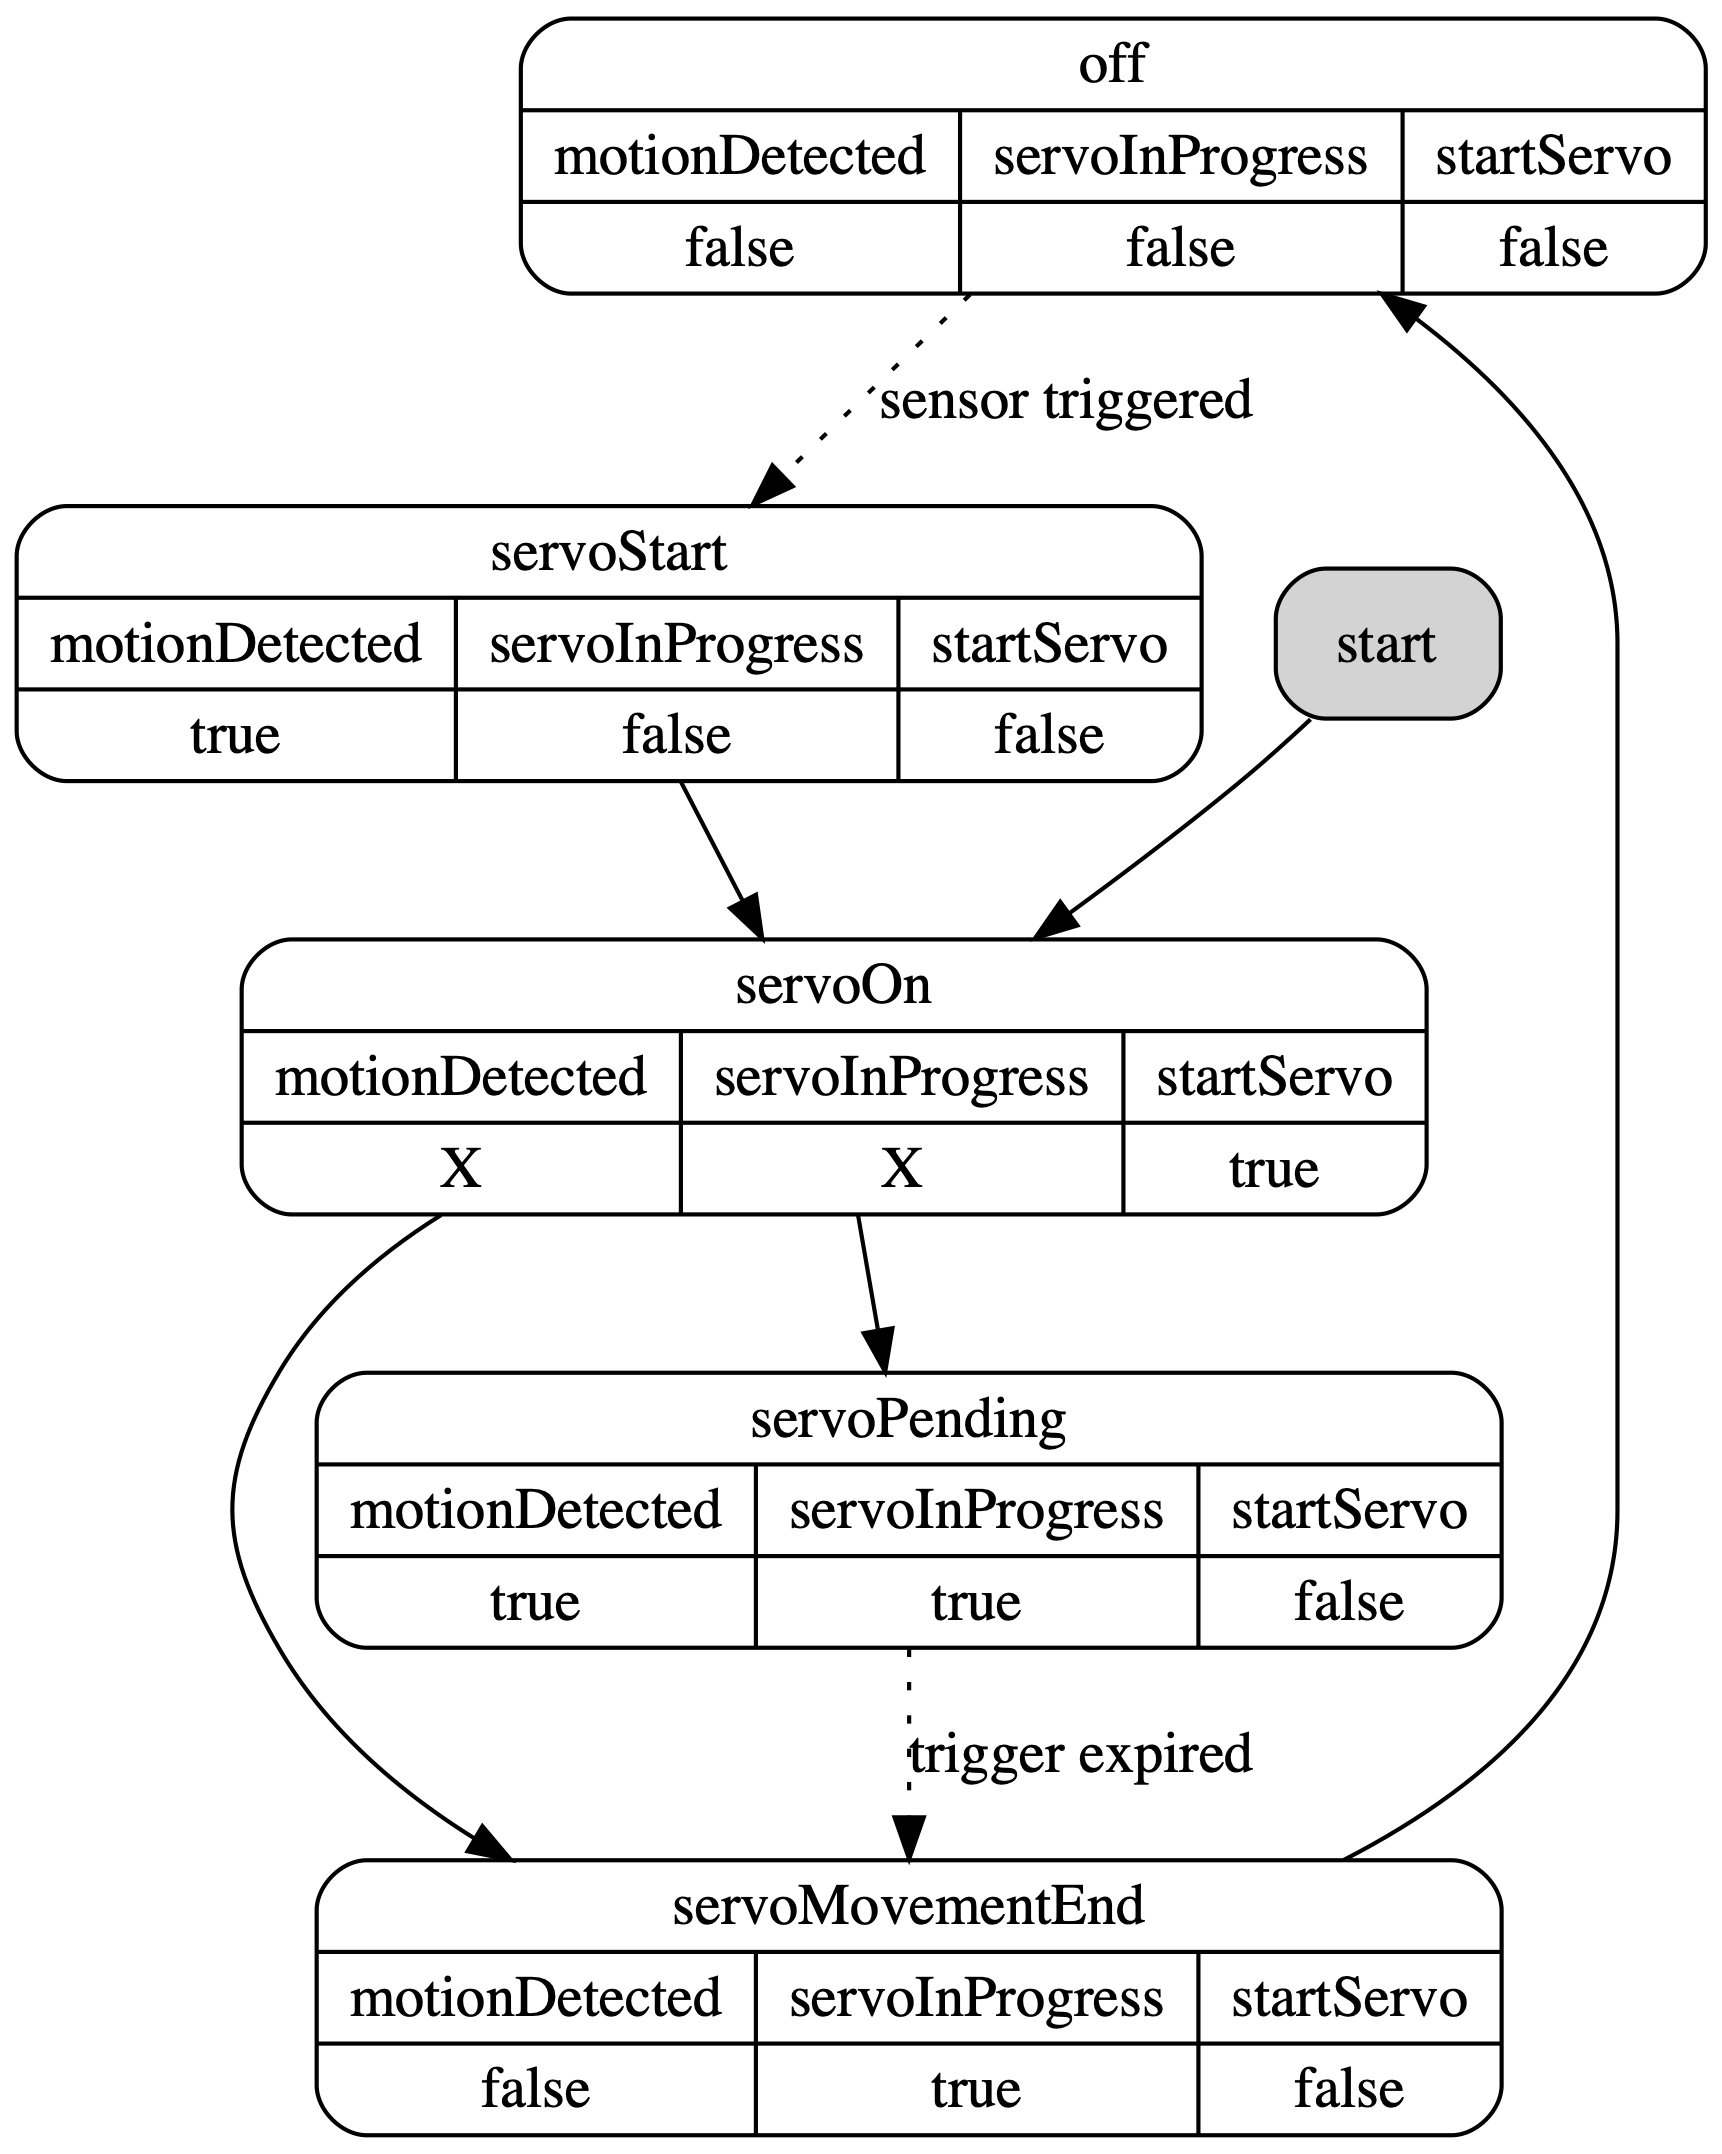 off
motionDetected servoInProgress startServo
false false false
sensor triggered
servoStart
motionDetected servoInProgress startServo
true false false
start
servoOn
motionDetected servoInProgress startServo
X X true
servoPending
motionDetected servoInProgress startServo
true true false
trigger expired
servoMovementEnd
motionDetected servoInProgress startServo
false true false